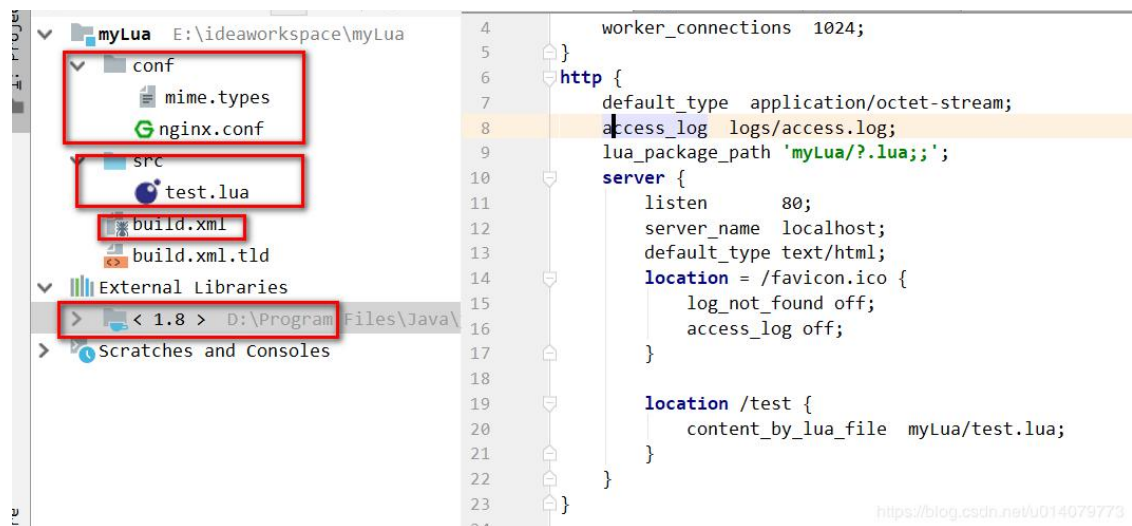 myLua E:\ideaworkspace\myLua
conf
mime.types
nginx.conf
src
test.lua
build.xml
build.xml.tld
External Libraries
< 1.8 > D:\Program Files\Java\
Scratches and Consoles
4 worker_connections 1024;
5 }
6 http {
7 default_type application/octet-stream;
8 access_log logs/access.log;
9 lua_package_path 'myLua/?.lua;;';
10 server {
11 listen 80;
12 server_name localhost;
13 default_type text/html;
14 location = /favicon.ico {
15 log_not_found off;
16 access_log off;
17 }
18
19 location /test {
20 content_by_lua_file myLua/test.lua;
21 }
22 }
23 }
https://blog.csdn.net/u014079773